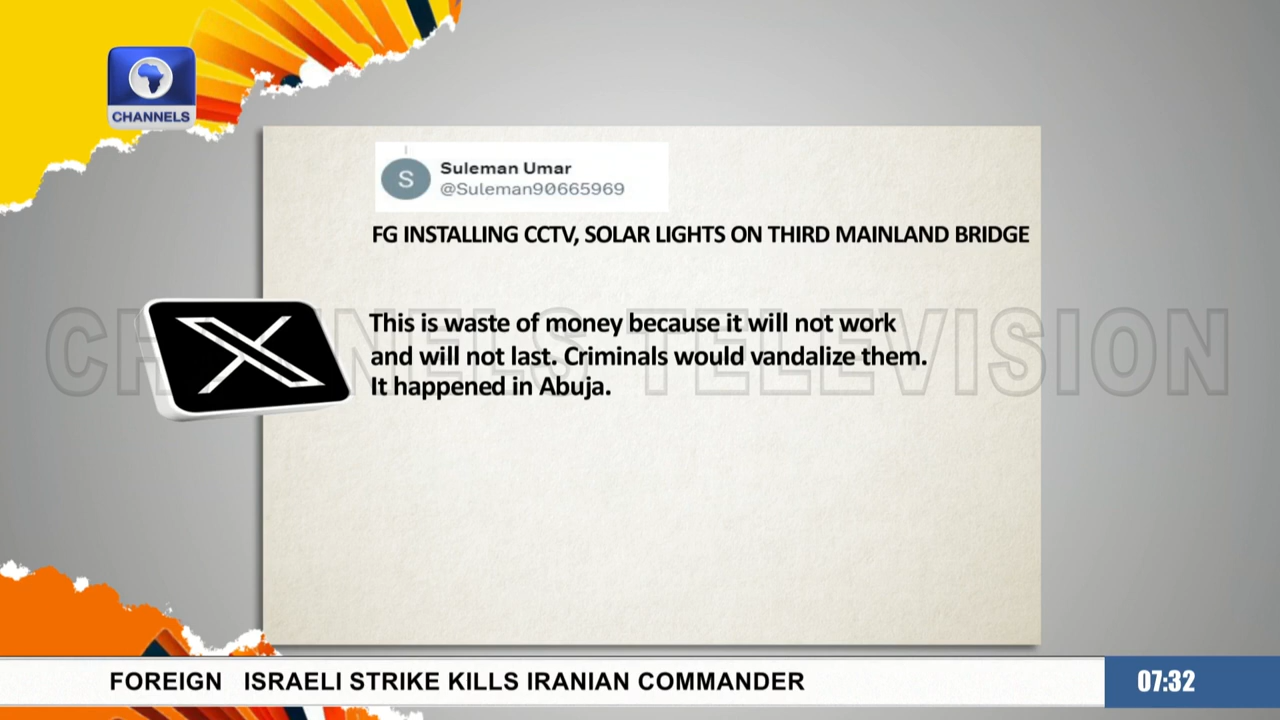 CHANNELS
S
Suleman Umar
@Suleman90665969
FG INSTALLING CCTV, SOLAR LIGHTS ON THIRD MAINLAND BRIDGE
CHANNELS TELEVISION
This is waste of money because it will not work
and will not last. Criminals would vandalize them.
It happened in Abuja.
FOREIGN ISRAELI STRIKE KILLS IRANIAN COMMANDER
07:32